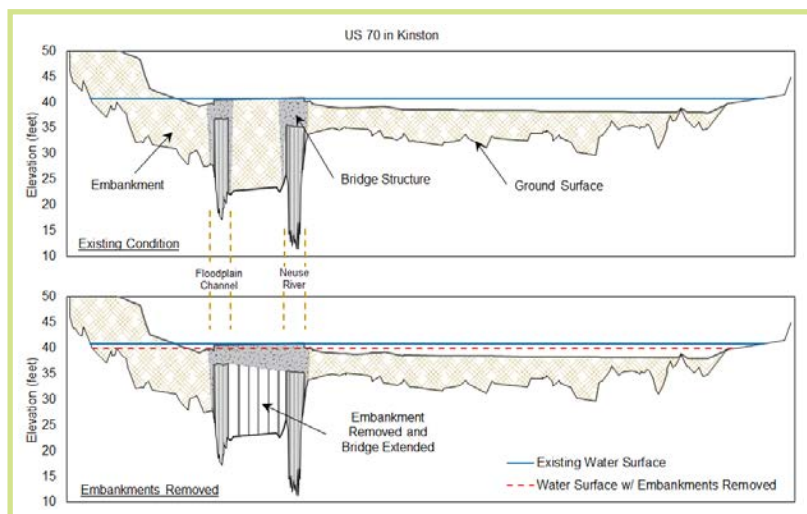 US 70 in Kinston
50
45
40
35
30
25
20
15
10
Elevation (feet)
Embankment
Bridge Structure
Ground Surface
Existing Condition
Floodplain
Channel
Neuse
River
50
45
40
35
30
25
20
15
10
Elevation (feet)
Embankment
Removed and
Bridge Extended
Existing Water Surface
Water Surface w/ Embankments Removed
Embankments Removed